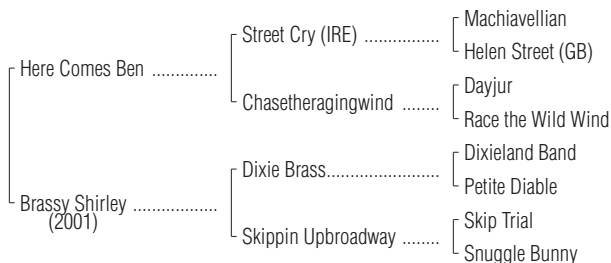 Machiavellian
Street Cry (IRE) ................
Helen Street (GB)
Here Comes Ben ..............
Dayjur
Chasetheragingwind ........
Race the Wild Wind
Dixieland Band
Dixie Brass.......................
Petite Diable
Brassy Shirley ..................
(2001)
Skip Trial
Skippin Upbroadway ........
Snuggle Bunny